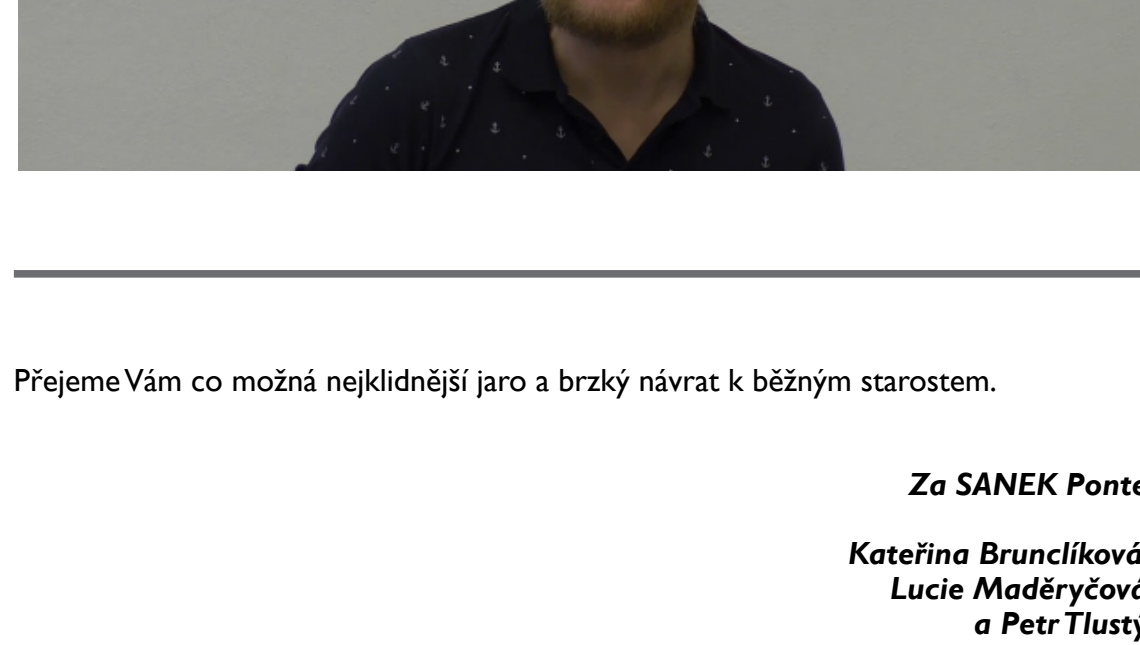 Přejeme Vám co možná nejklidnější jaro a brzký návrat k běžným starostem.
Za SANEK Ponte
Kateřina Brunclíková
Lucie Maděryčová
a Petr Tlustý